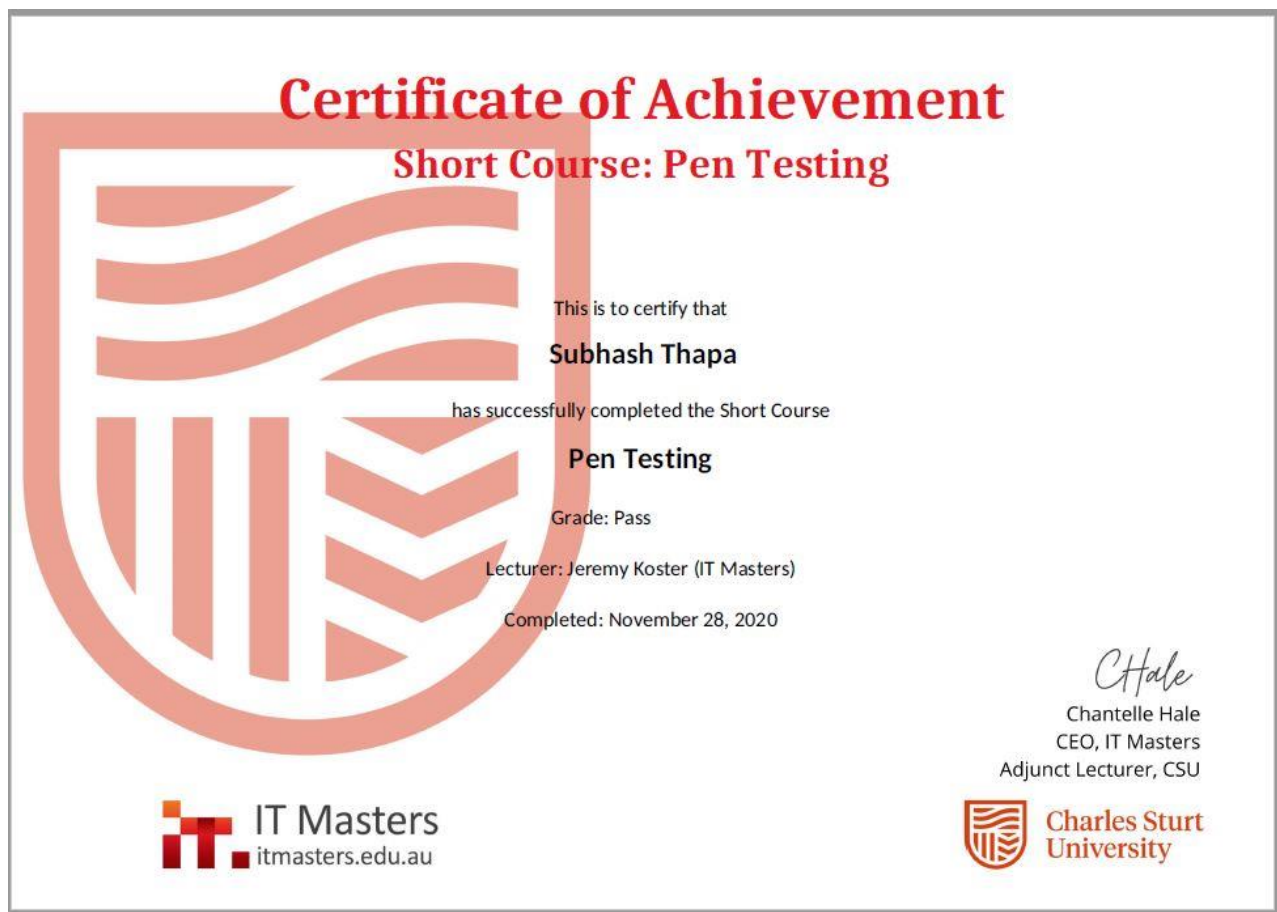 Certificate of Achievement
Short Course: Pen Testing
This is to certify that
Subhash Thapa
has successfully completed the Short Course
Pen Testing
Grade: Pass
Lecturer: Jeremy Koster (IT Masters)
Completed: November 28, 2020
CHale
Chantelle Hale
CEO, IT Masters
Adjunct Lecturer, CSU
it.
IT Masters
itmasters.edu.au
Charles Sturt
University